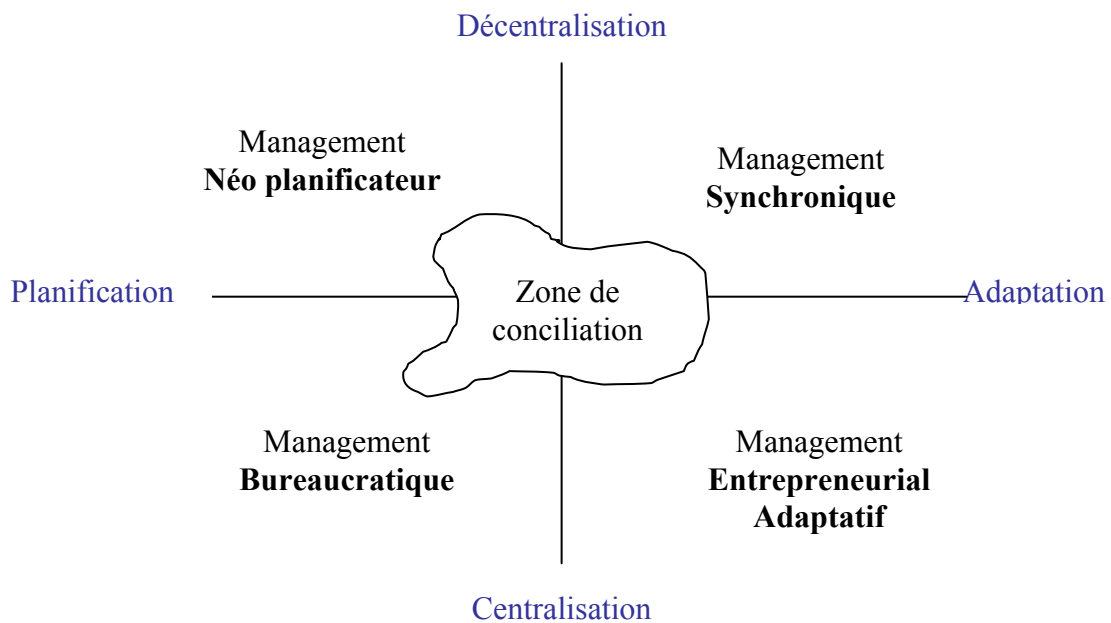 Décentralisation
Management
Néo planificateur
Management
Synchronique
Planification
Zone de
conciliation
Adaptation
Management
Bureaucratique
Management
Entrepreneurial
Adaptatif
Centralisation